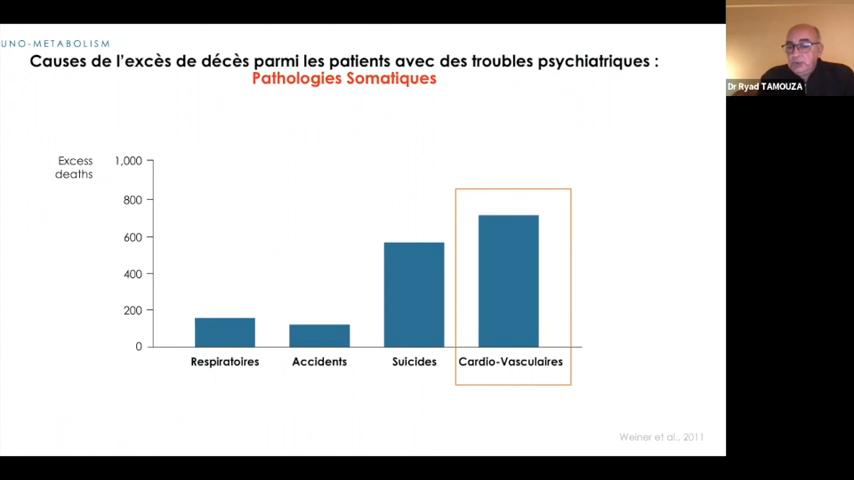 UNO-METABOLISM
Causes de l'excès de décès parmi les patients avec des troubles psychiatriques :
Pathologies Somatiques
Dr Ryad TAMOUZA
Excess
deaths
1,000
800
600
400
200
0
Respiratoires
Accidents
Suicides
Cardio-Vasculaires
Weiner et al., 2011